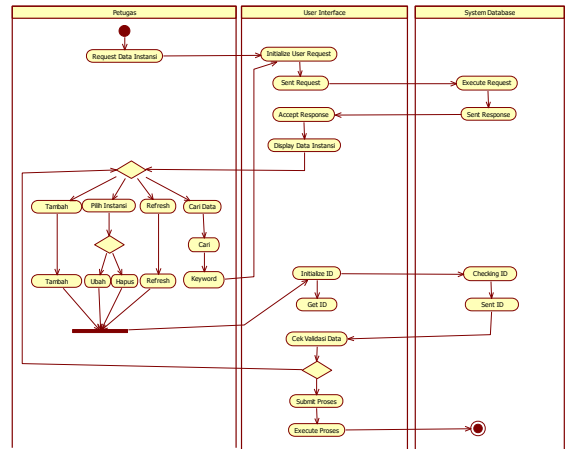 Petugas
User Interface
System Database
Request Data Instansi
Initialize User Request
Sent Request
Execute Request
Accept Response
Sent Response
Display Data Instansi
Tambah
Pilih Instansi
Refresh
Cari Data
Cari
Tambah
Ubah
Hapus
Refresh
Keyword
Initialize ID
Checking ID
Get ID
Sent ID
Cek Validasi Data
Submit Proses
Execute Proses